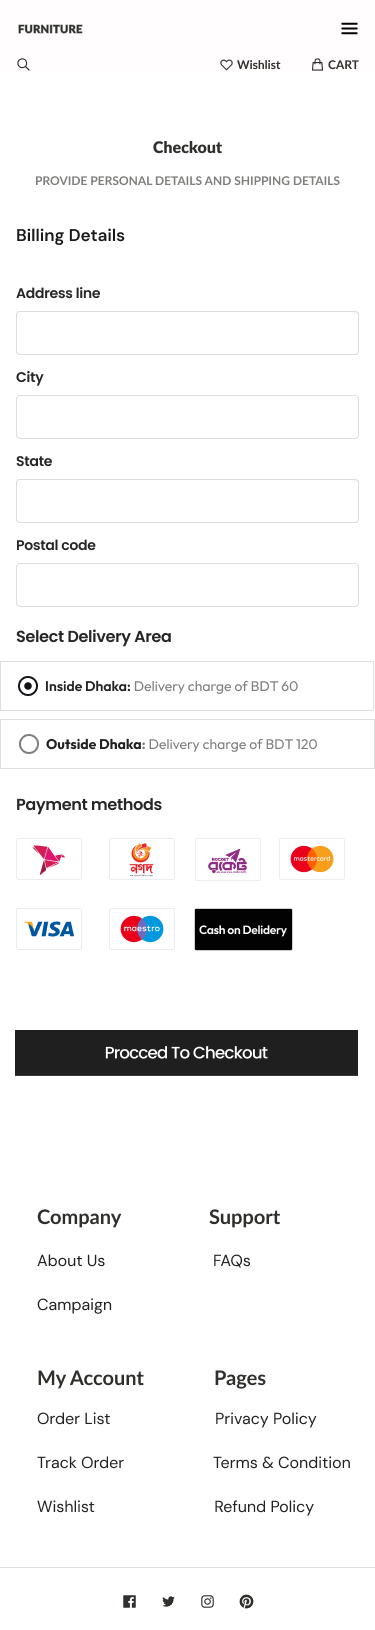 FURNITURE
Wishlist CART
Checkout
PROVIDE PERSONAL DETAILS AND SHIPPING DETAILS
Billing Details
Address line
City
State
Postal code
Select Delivery Area
Inside Dhaka: Delivery charge of BDT 60
Outside Dhaka: Delivery charge of BDT 120
Payment methods
নগদ
ROCKET
রকেট
mastercard
VISA
maestro
Cash on Delidery
Procced To Checkout
Company Support
About Us FAQs
Campaign
My Account Pages
Order List Privacy Policy
Track Order Terms & Condition
Wishlist Refund Policy